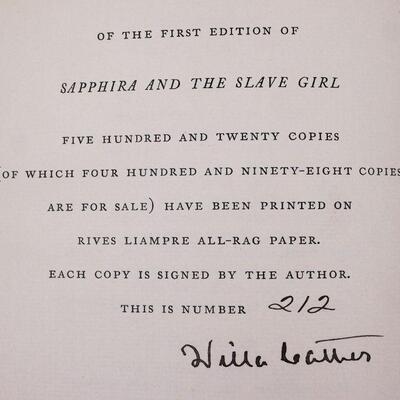 OF THE FIRST EDITION OF
SAPPHIRA AND THE SLAVE GIRL
FIVE HUNDRED AND TWENTY COPIES
(OF WHICH FOUR HUNDRED AND NINETY-EIGHT COPIES
ARE FOR SALE) HAVE BEEN PRINTED ON
RIVES LIAMPRE ALL-RAG PAPER.
EACH COPY IS SIGNED BY THE AUTHOR.
THIS IS NUMBER 212
Willa Cather